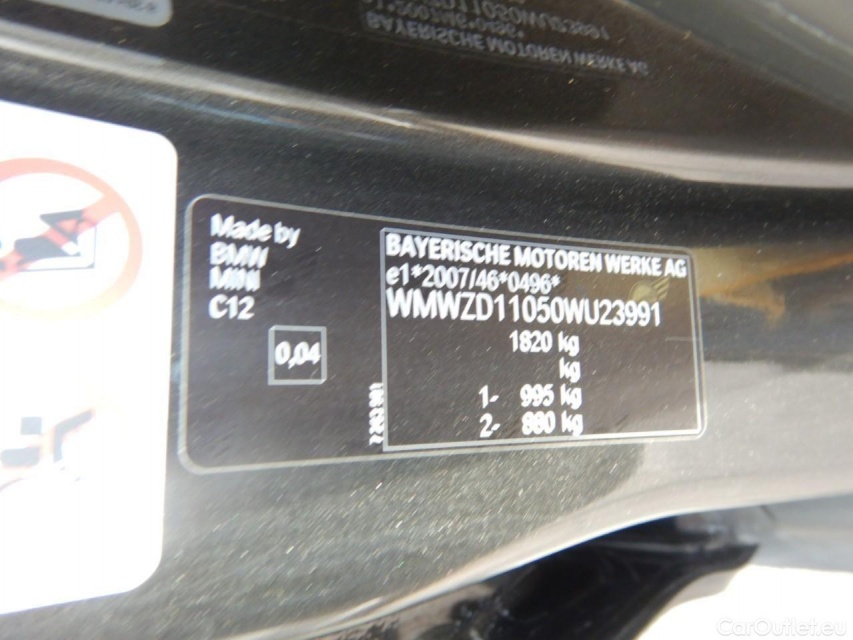 BAYERISCHE MOTOREN WERKE AG
Made by
BMW
MINI
C12
0,04
BAYERISCHE MOTOREN WERKE AG
e1*2007/46*0496*
WMWZD11050WU23991
1820 kg
kg
1- 995 kg
2- 880 kg
CarOutlet.eu